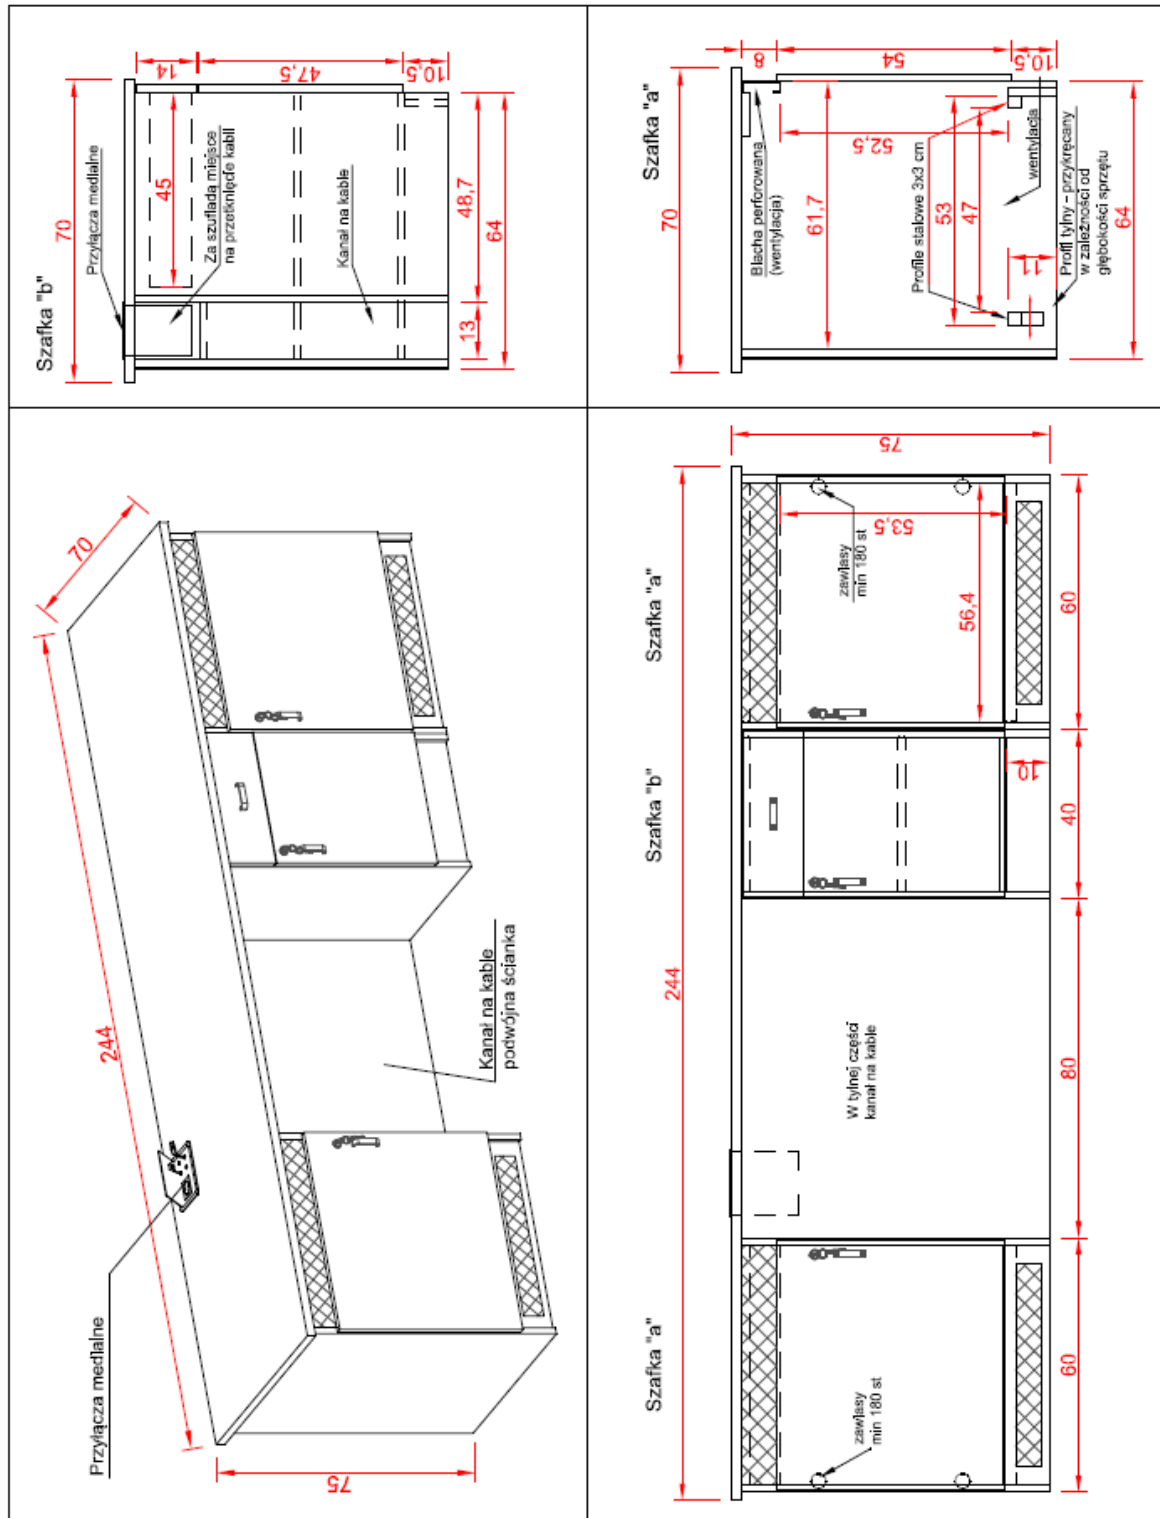 Szafka "b"
70
Przyłącza medialne
14
47,5
10,5
45
Za szufladą miejsce
na przetknięcie kabli
Kanał na kable
48,7
64
13
Szafka "a"
70
8
54
10,5
Blacha perforowana
(wentylacja)
61,7
52,5
Profile stalowe 3x3 cm
53
47
wentylacja
11
Profil tylny - przykręcany
w zależności od
głębokości sprzętu
64
70
244
Przyłącza medialne
75
Kanał na kable
podwójna ścianka
Szafka "a"
Szafka "b"
Szafka "a"
244
75
zawiasy
min 180 st
53,5
56,4
10
W tylnej części
kanał na kable
zawiasy
min 180 st
60
80
40
60